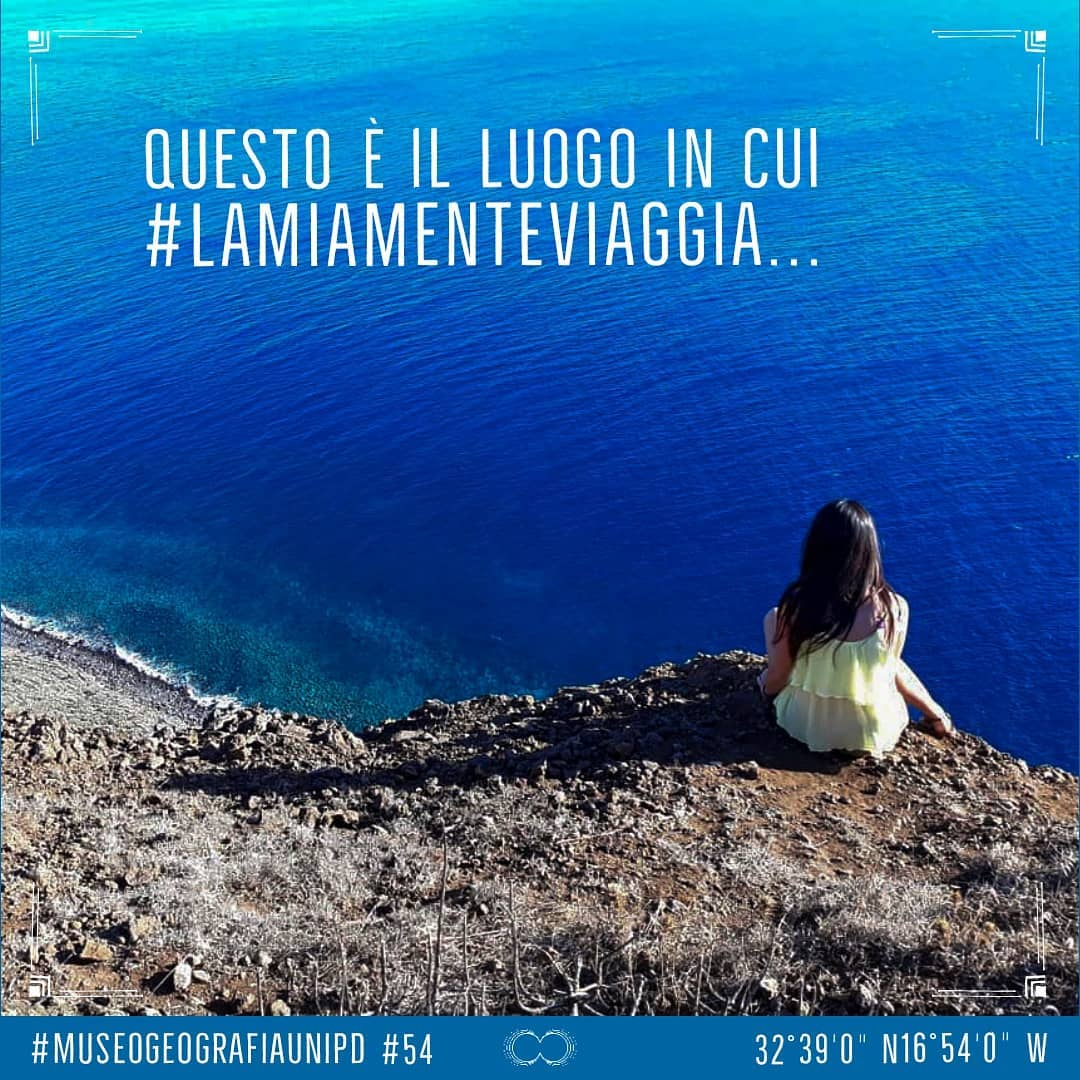 QUESTO È IL LUOGO IN CUI
#LAMIAMENTEVIAGGIA...
#MUSEOGEOGRAFIAUNIPD #54
32°39'0" N16°54'0" W